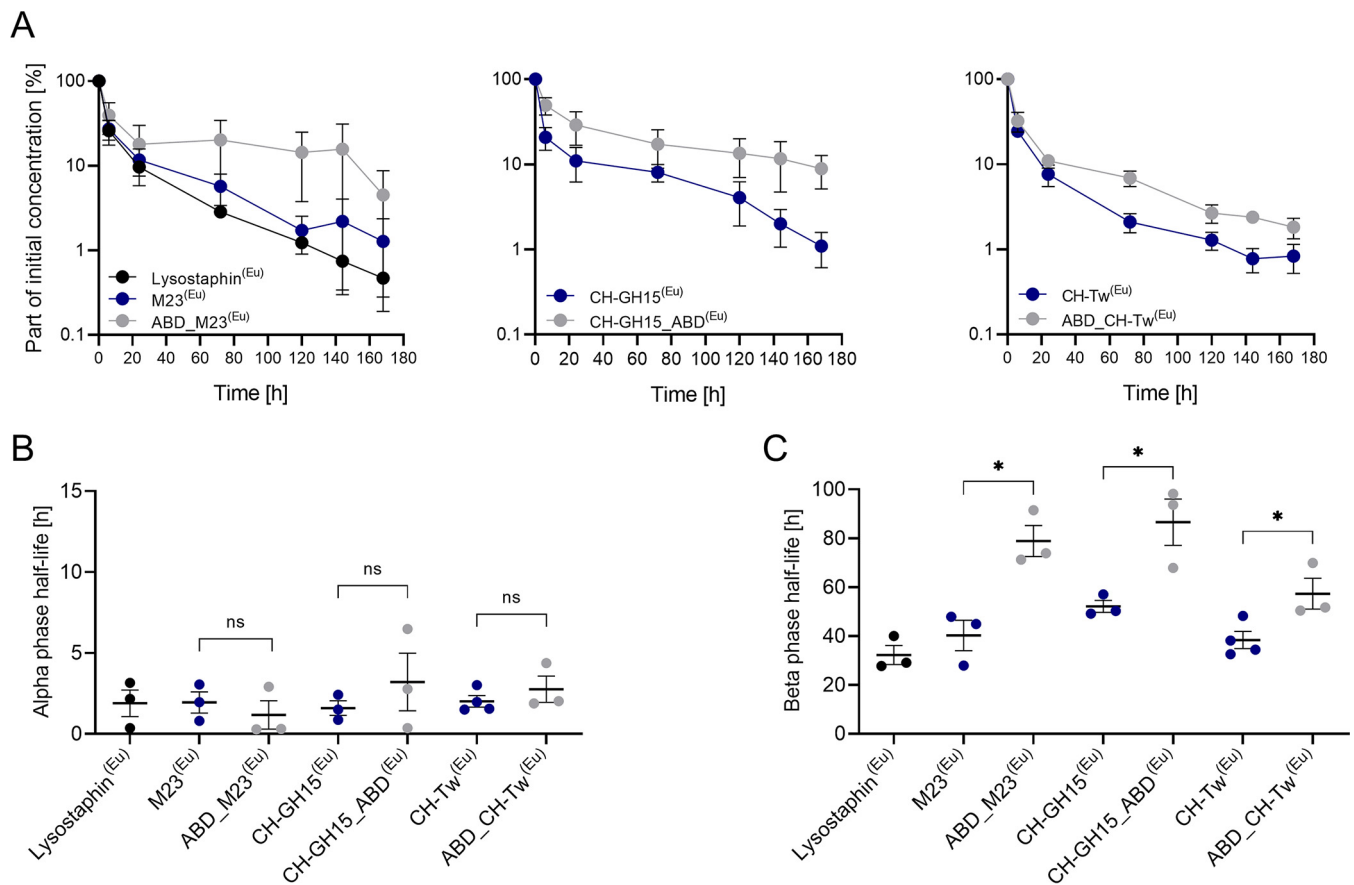 A
Part of initial concentration [%]
100
10
1
0.1
Lysostaphin(Eu)
M23(Eu)
ABD_M23(Eu)
0 20 40 60 80 100 120 140 160 180
Time [h]
100
10
1
0.1
CH-GH15(Eu)
CH-GH15_ABD(Eu)
0 20 40 60 80 100 120 140 160 180
Time [h]
100
10
1
0.1
CH-Tw(Eu)
ABD_CH-Tw(Eu)
0 20 40 60 80 100 120 140 160 180
Time [h]
B
Alpha phase half-life [h]
15
10
5
0
ns
ns
ns
Lysostaphin(Eu)
M23(Eu)
ABD_M23(Eu)
CH-GH15(Eu)
CH-GH15_ABD(Eu)
CH-Tw(Eu)
ABD_CH-Tw(Eu)
C
Beta phase half-life [h]
100
80
60
40
20
0
*
*
*
Lysostaphin(Eu)
M23(Eu)
ABD_M23(Eu)
CH-GH15(Eu)
CH-GH15_ABD(Eu)
CH-Tw(Eu)
ABD_CH-Tw(Eu)